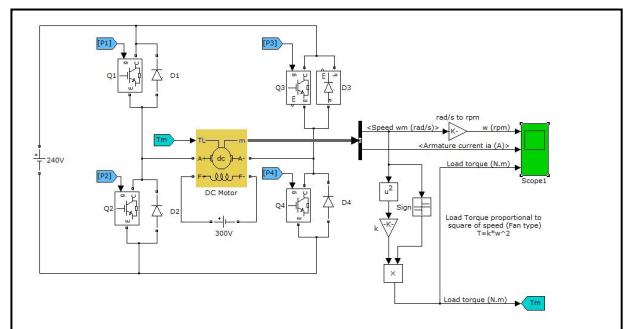 [P1]
[P3]
g
C
Q1
E
D1
g
C
Q3
E
m
k
D3
rad/s to rpm
<Speed wm (rad/s)>
-K-
w (rpm)
<Armature current ia (A)>
Load torque (N.m)
Scope1
Tm
TL
m
240V
A+
dc
A-
F+
F-
DC Motor
[P2]
g
C
Q2
E
D2
300V
[P4]
g
C
Q4
E
D4
u²
Sign
k
-K-
Load Torque proportional to
square of speed (Fan type)
T=k*w^2
X
Load torque (N.m)
Tm